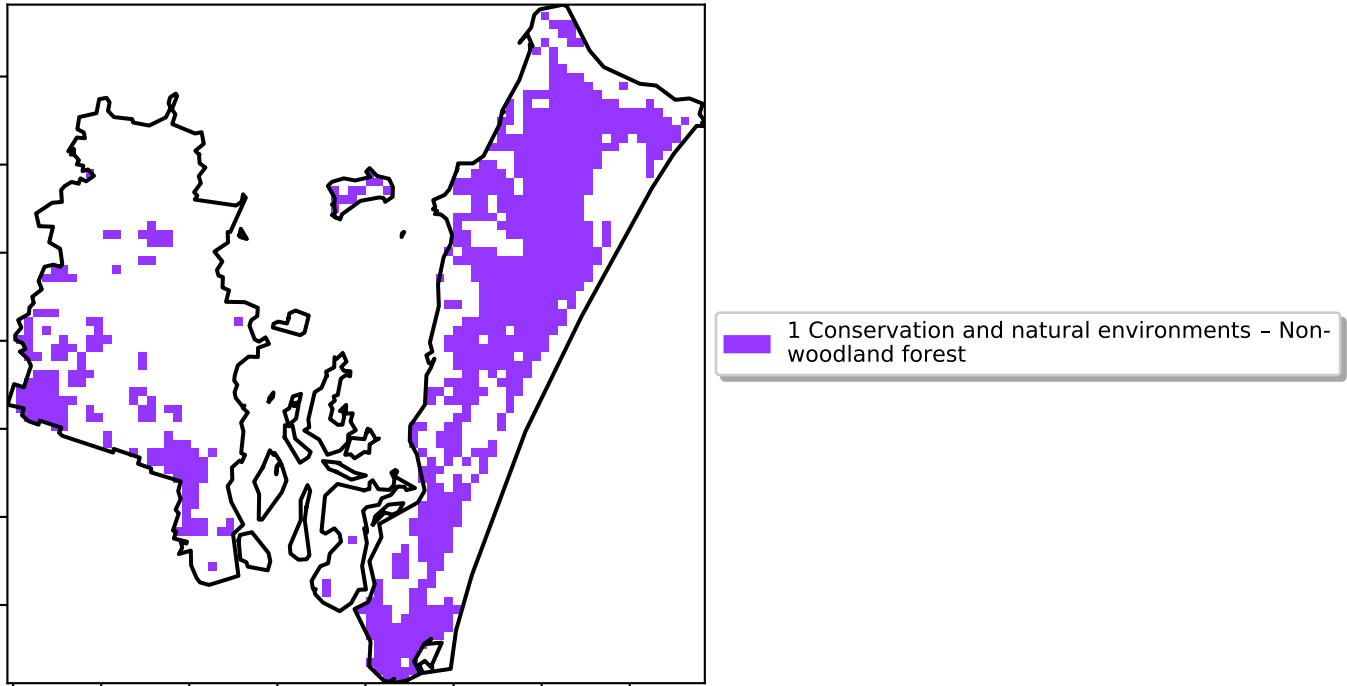 1 Conservation and natural environments – Non-
woodland forest